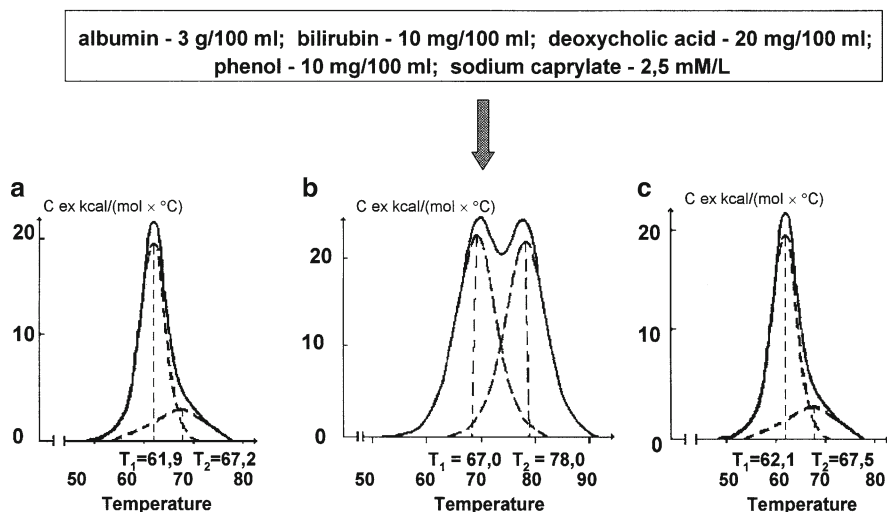 albumin - 3 g/100 ml; bilirubin - 10 mg/100 ml; deoxycholic acid - 20 mg/100 ml;
phenol - 10 mg/100 ml; sodium caprylate - 2,5 mM/L
a
C ex kcal/(mol × °C)
20
10
0
50 60 70 80
T1=61,9 T2=67,2
Temperature
b
C ex kcal/(mol × °C)
20
10
0
50 60 70 80 90
T1 = 67,0 T2 = 78,0
Temperature
c
C ex kcal/(mol × °C)
20
10
0
50 60 70 80
T1=62,1 T2=67,5
Temperature